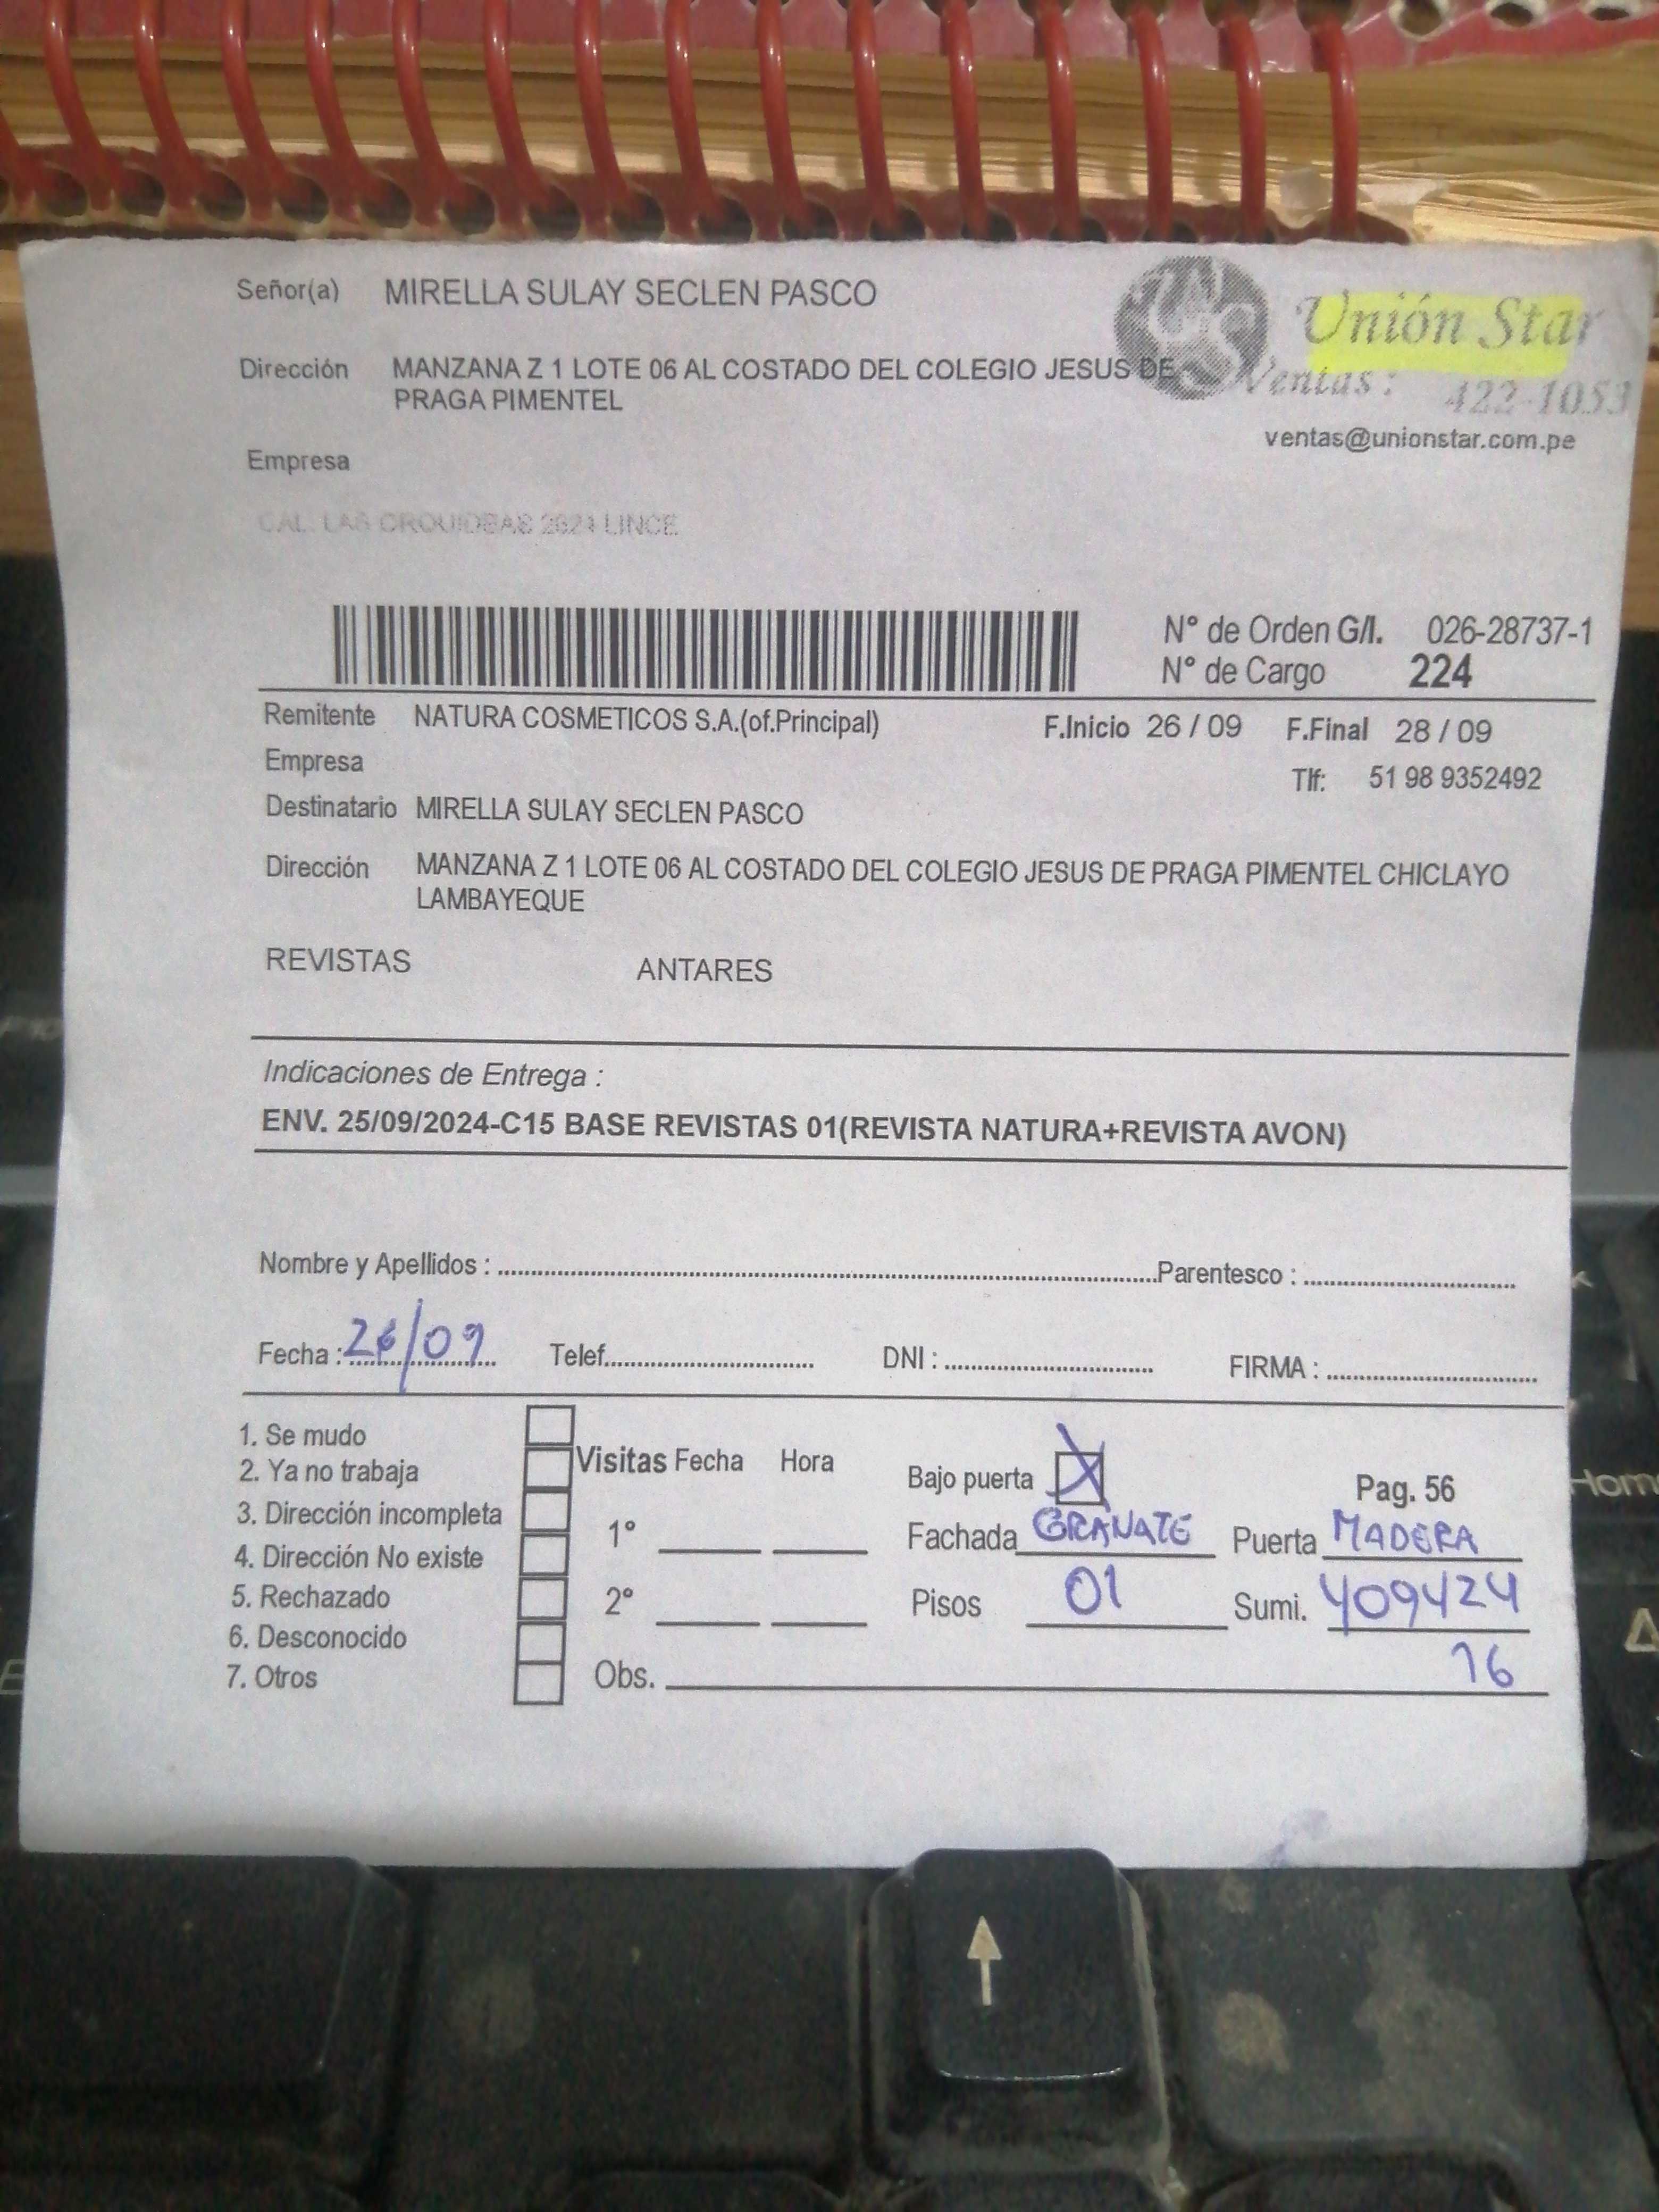 Señor(a) MIRELLA SULAY SECLEN PASCO
Unión Star
Dirección MANZANA Z 1 LOTE 06 AL COSTADO DEL COLEGIO JESUS DE
PRAGA PIMENTEL
Ventas : 422-1053
ventas@unionstar.com.pe
Empresa
CAL. LAS ORQUIDEAS 2621 LINCE
N° de Orden G/I. 026-28737-1
N° de Cargo 224
Remitente NATURA COSMETICOS S.A.(of.Principal) F.Inicio 26 / 09 F.Final 28 / 09
Empresa
Tlf: 51 98 9352492
Destinatario MIRELLA SULAY SECLEN PASCO
Dirección MANZANA Z 1 LOTE 06 AL COSTADO DEL COLEGIO JESUS DE PRAGA PIMENTEL CHICLAYO
LAMBAYEQUE
REVISTAS ANTARES
Indicaciones de Entrega :
ENV. 25/09/2024-C15 BASE REVISTAS 01(REVISTA NATURA+REVISTA AVON)
Nombre y Apellidos : Parentesco :
Fecha : 26/09 Telef. DNI : FIRMA :
1. Se mudo
2. Ya no trabaja
3. Dirección incompleta
4. Dirección No existe
5. Rechazado
6. Desconocido
7. Otros
Visitas Fecha Hora
1°
2°
Bajo puerta X Pag. 56
Fachada GRANATE Puerta MADERA
Pisos 01 Sumi. 409424
76
Obs.
Home